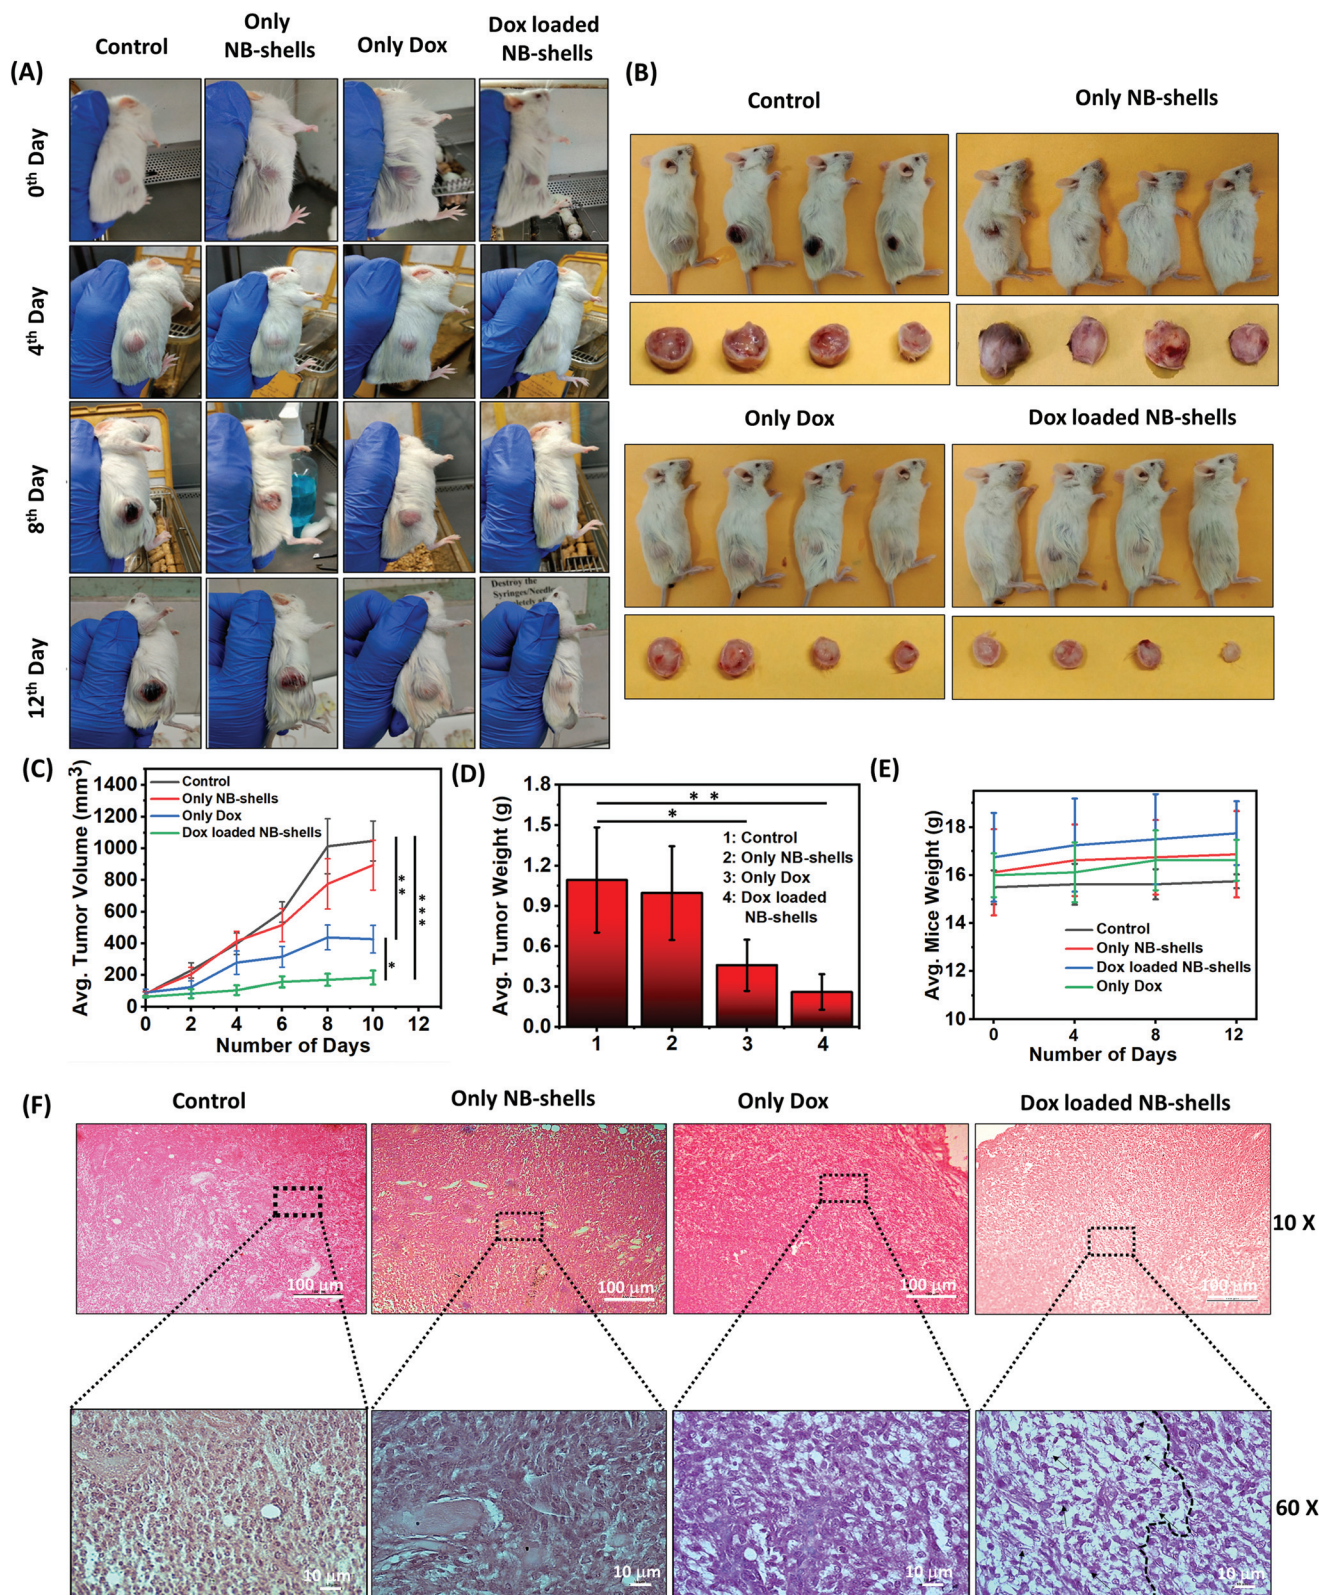 Control
Only
NB-shells
Only Dox
Dox loaded
NB-shells
(A)
0th Day
4th Day
8th Day
12th Day
Destroy the
Syringes/Needle
(B)
Control
Only NB-shells
Only Dox
Dox loaded NB-shells
(C)
Avg. Tumor Volume (mm3)
1400
1200
1000
800
600
400
200
0
Control
Only NB-shells
Only Dox
Dox loaded NB-shells
**
***
*
0 2 4 6 8 10 12
Number of Days
(D)
Avg. Tumor Weight (g)
1.8
1.5
1.2
0.9
0.6
0.3
0.0
* *
*
1: Control
2: Only NB-shells
3: Only Dox
4: Dox loaded
NB-shells
1 2 3 4
(E)
Avg. Mice Weight (g)
18
16
14
12
10
Control
Only NB-shells
Dox loaded NB-shells
Only Dox
0 4 8 12
Number of Days
(F)
Control
Only NB-shells
Only Dox
Dox loaded NB-shells
100 μm
100 μm
100 μm
100 μm
10 X
10 μm
10 μm
10 μm
10 μm
60 X